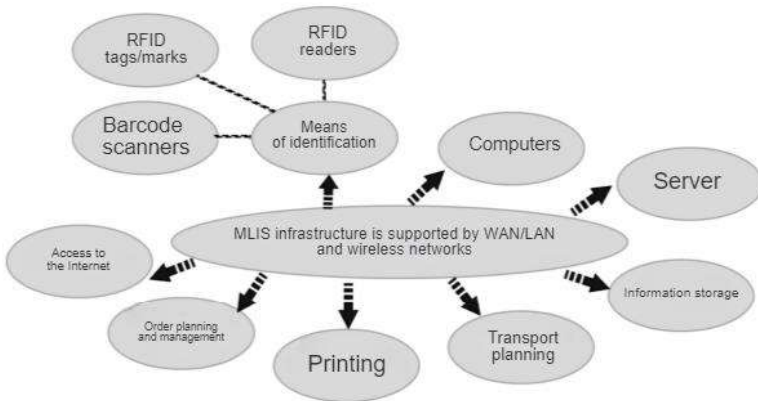 RFID
tags/marks
RFID
readers
Barcode
scanners
Means
of identification
Computers
Server
MLIS infrastructure is supported by WAN/LAN
and wireless networks
Access to
the Internet
Information storage
Order planning
and management
Printing
Transport
planning